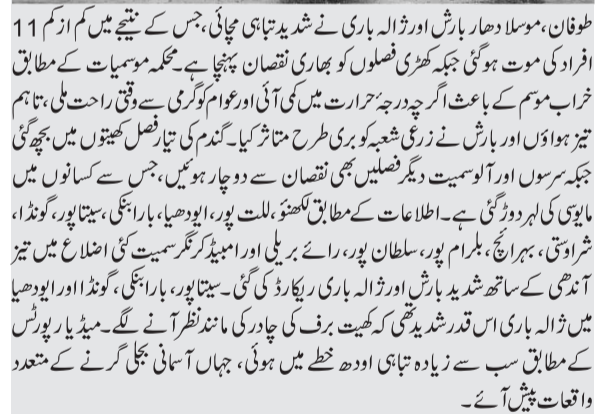 طوفان، موسلا دھار بارش اور ژالہ باری نے شدید تباہی مچائی، جس کے نتیجے میں کم از کم 11
افراد کی موت ہوگئی جبکہ کھڑی فصلوں کو بھاری نقصان پہنچا ہے۔ محکمہ موسمیات کے مطابق
خراب موسم کے باعث اگرچہ درجۂ حرارت میں کمی آئی اور عوام کو گرمی سے وقتی راحت ملی، تاہم
تیز ہواؤں اور بارش نے زرعی شعبہ کو بری طرح متاثر کیا۔ گندم کی تیار فصل کھیتوں میں بچھ گئی
جبکہ سرسوں اور آلو سمیت دیگر فصلیں بھی نقصان سے دوچار ہوئیں، جس سے کسانوں میں
مایوسی کی لہر دوڑ گئی ہے۔ اطلاعات کے مطابق لکھنؤ، للت پور، ایودھیا، بارابنکی، سیتاپور، گونڈا،
شراوستی، بہرائچ، بلرام پور، سلطان پور، رائے بریلی اور امبیڈکر نگر سمیت کئی اضلاع میں تیز
آندھی کے ساتھ شدید بارش اور ژالہ باری ریکارڈ کی گئی۔ سیتاپور، بارابنکی، گونڈا اور ایودھیا
میں ژالہ باری اس قدر شدید تھی کہ کھیت برف کی چادر کی مانند نظر آنے لگے۔ میڈیا رپورٹس
کے مطابق سب سے زیادہ تباہی اودھ خطے میں ہوئی، جہاں آسمانی بجلی گرنے کے متعدد
واقعات پیش آئے۔